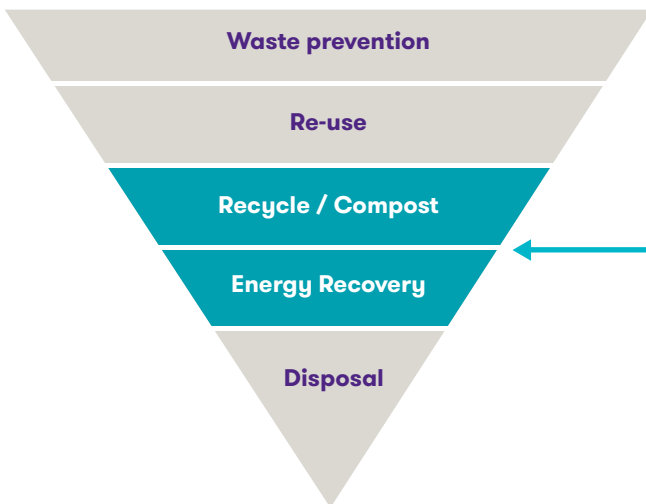 Waste prevention
Re-use
Recycle / Compost
Energy Recovery
Disposal